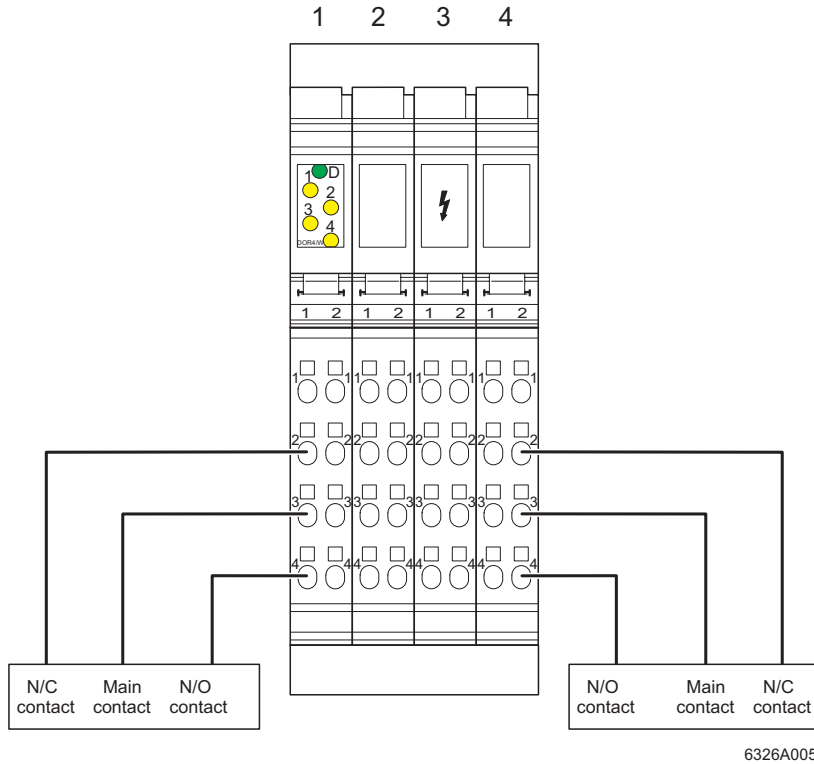 1 2 3 4
D
1
2
3
4
DOR4/W
1 2 1 2 1 2 1 2
1 1 1 1 1 1 1 1
2 2 2 2 2 2 2 2
3 3 3 3 3 3 3 3
4 4 4 4 4 4 4 4
N/C contact
Main contact
N/O contact
N/O contact
Main contact
N/C contact
6326A005